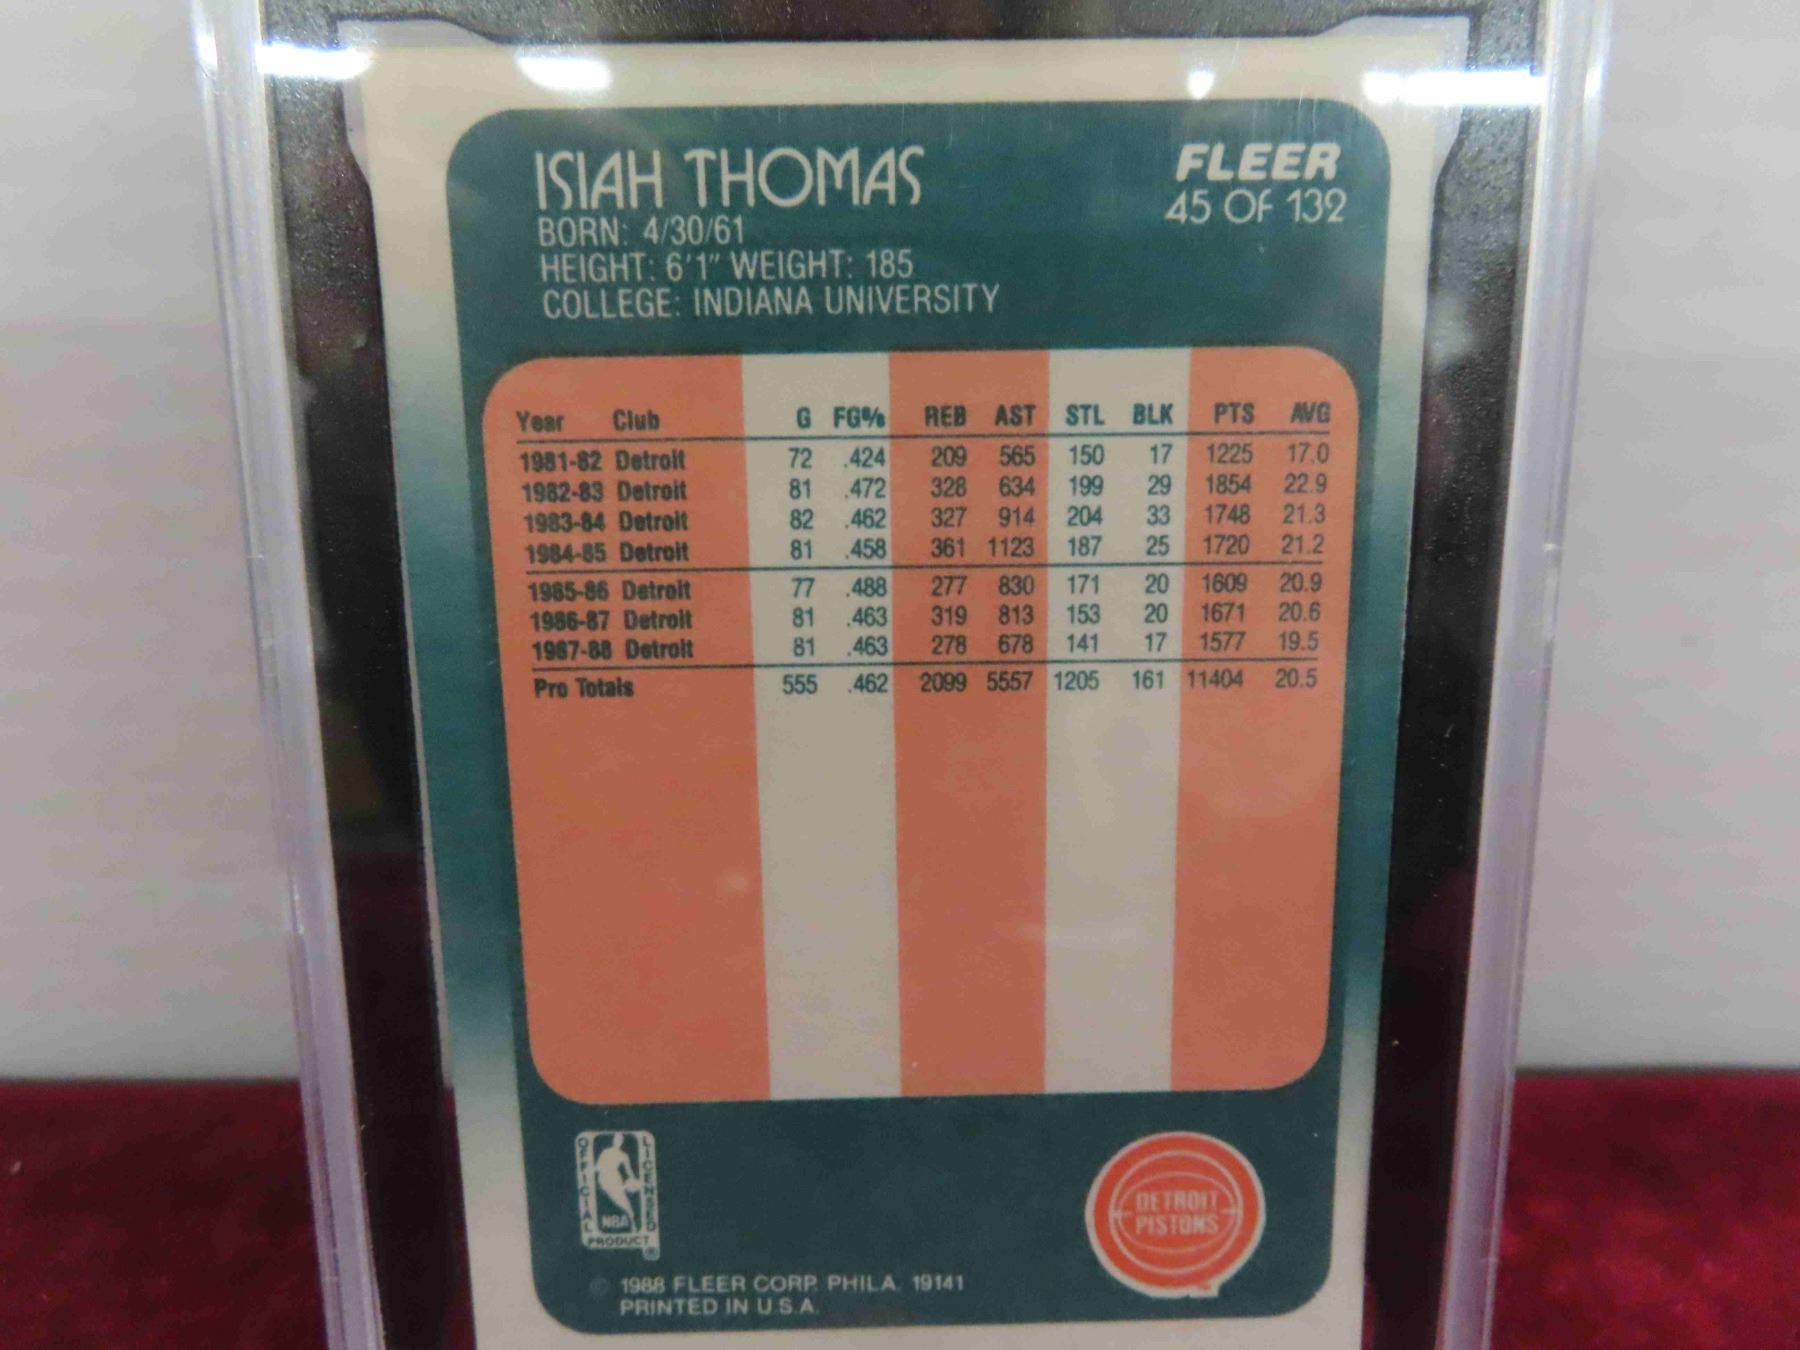 ISIAH THOMAS
FLEER
45 OF 132
BORN: 4/30/61
HEIGHT: 6'1" WEIGHT: 185
COLLEGE: INDIANA UNIVERSITY
Year Club G FG% REB AST STL BLK PTS AVG
1981-82 Detroit 72 .424 209 565 150 17 1225 17.0
1982-83 Detroit 81 .472 328 634 199 29 1854 22.9
1983-84 Detroit 82 .462 327 914 204 33 1748 21.3
1984-85 Detroit 81 .458 361 1123 187 25 1720 21.2
1985-86 Detroit 77 .488 277 830 171 20 1609 20.9
1986-87 Detroit 81 .463 319 813 153 20 1671 20.6
1987-88 Detroit 81 .463 278 678 141 17 1577 19.5
Pro Totals 555 .462 2099 5557 1205 161 11404 20.5
OFFICIAL
LICENSED
NBA
PRODUCT ®
DETROIT
PISTONS
© 1988 FLEER CORP. PHILA. 19141
PRINTED IN U.S.A.